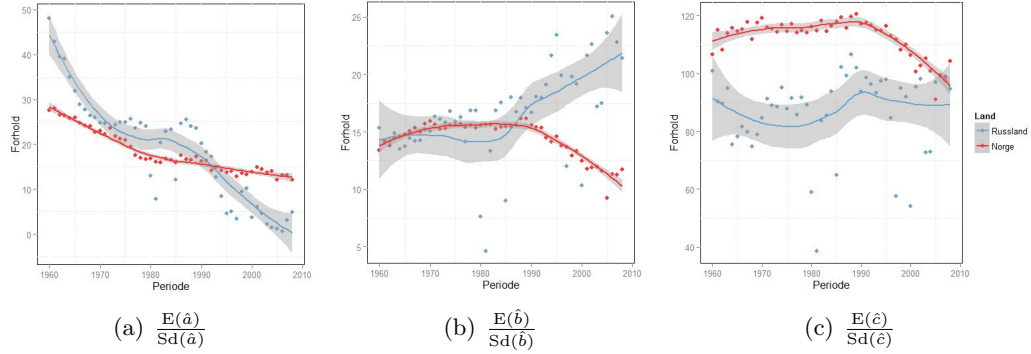 50
40
30
20
10
0
Forhold
1960 1970 1980 1990 2000 2010
Periode
(a) E(â)/Sd(â)
25
20
15
10
5
Forhold
1960 1970 1980 1990 2000 2010
Periode
(b) E(b̂)/Sd(b̂)
120
100
80
60
40
Forhold
1960 1970 1980 1990 2000 2010
Periode
(c) E(ĉ)/Sd(ĉ)
Land
Russland
Norge